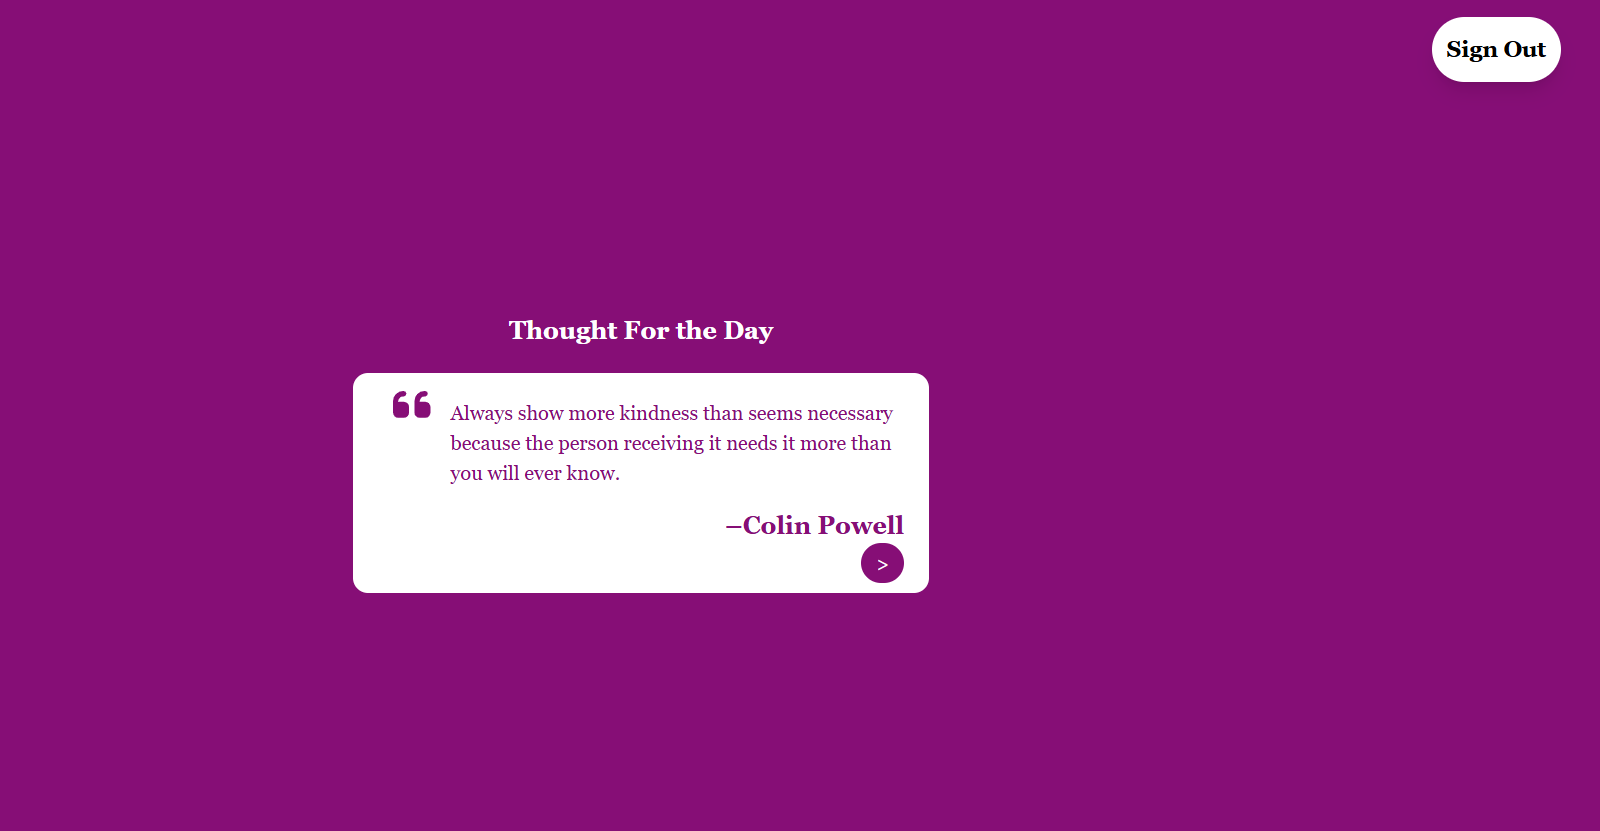 Sign Out
Thought For the Day
❝ Always show more kindness than seems necessary
because the person receiving it needs it more than
you will ever know.
–Colin Powell
>